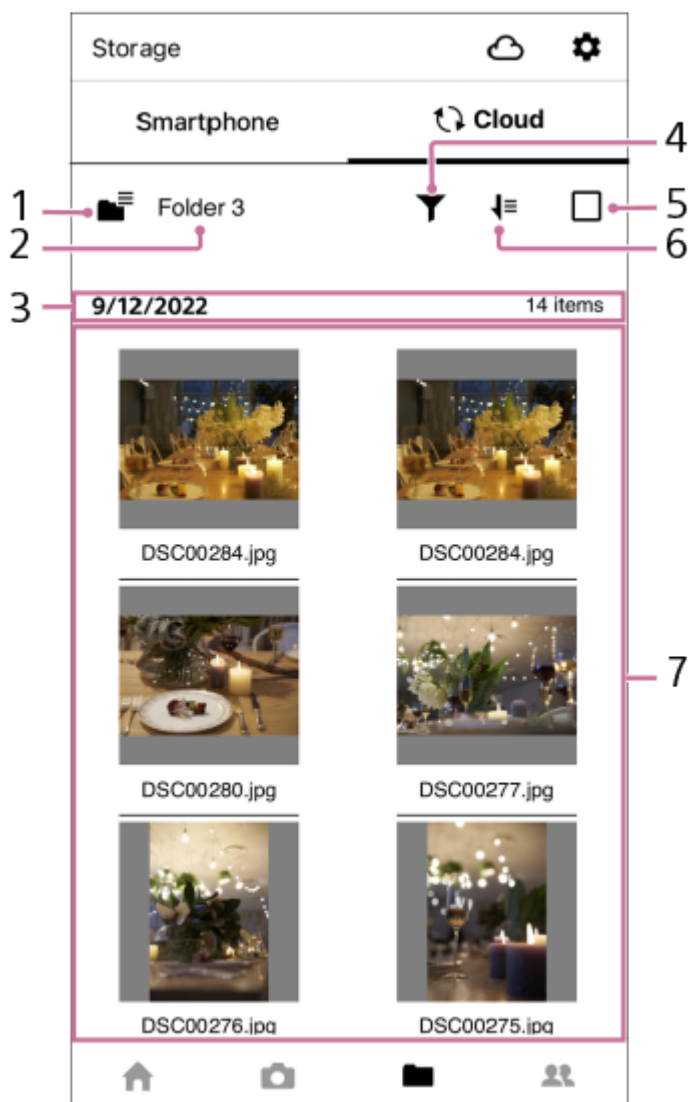 Storage
Smartphone Cloud
4
1 Folder 3 5
2 6
3 9/12/2022 14 items
DSC00284.jpg DSC00284.jpg
7
DSC00280.jpg DSC00277.jpg
DSC00276.jpg DSC00275.jpg